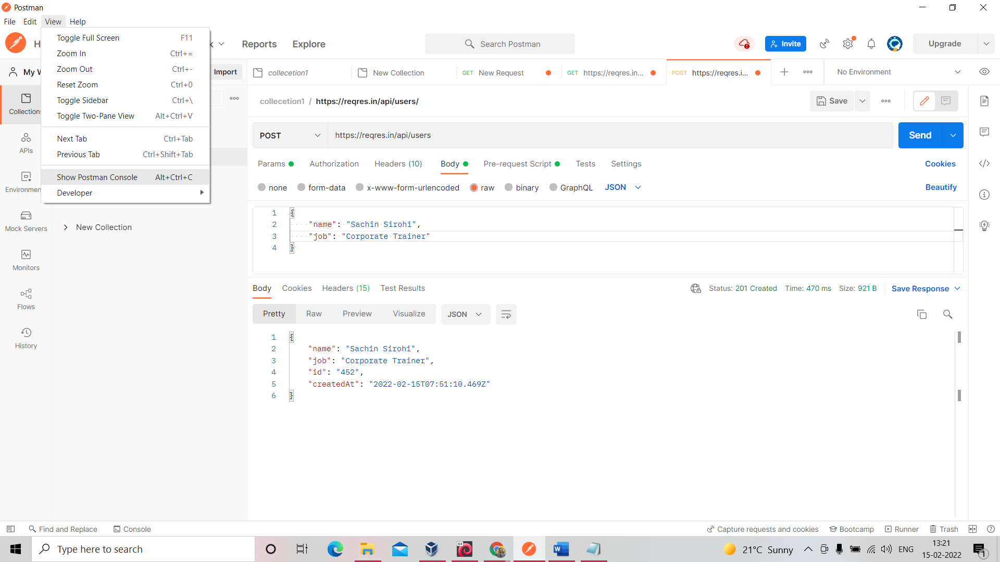 Postman
File Edit View Help
Toggle Full Screen F11
Zoom In Ctrl+=
Zoom Out Ctrl+-
Reset Zoom Ctrl+0
Toggle Sidebar Ctrl+\
Toggle Two-Pane View Alt+Ctrl+V
Next Tab Ctrl+Tab
Previous Tab Ctrl+Shift+Tab
Show Postman Console Alt+Ctrl+C
Developer
H k Reports Explore Search Postman Invite Upgrade
My W Import
collecetion1 New Collection GET New Request GET https://reqres.in... POST https://reqres.i... No Environment
Collections
APIs
Environmen
Mock Servers
Monitors
Flows
History
New Collection
collecetion1 / https://reqres.in/api/users/ Save
POST https://reqres.in/api/users Send
Params Authorization Headers (10) Body Pre-request Script Tests Settings Cookies
none form-data x-www-form-urlencoded raw binary GraphQL JSON Beautify
1 {
2 "name": "Sachin Sirohi",
3 "job": "Corporate Trainer"
4 }
Body Cookies Headers (15) Test Results Status: 201 Created Time: 470 ms Size: 921 B Save Response
Pretty Raw Preview Visualize JSON
1 {
2 "name": "Sachin Sirohi",
3 "job": "Corporate Trainer",
4 "id": "452",
5 "createdAt": "2022-02-15T07:51:10.469Z"
6 }
Find and Replace Console Capture requests and cookies Bootcamp Runner Trash
Type here to search 64 21°C Sunny ENG 13:21
15-02-2022 1